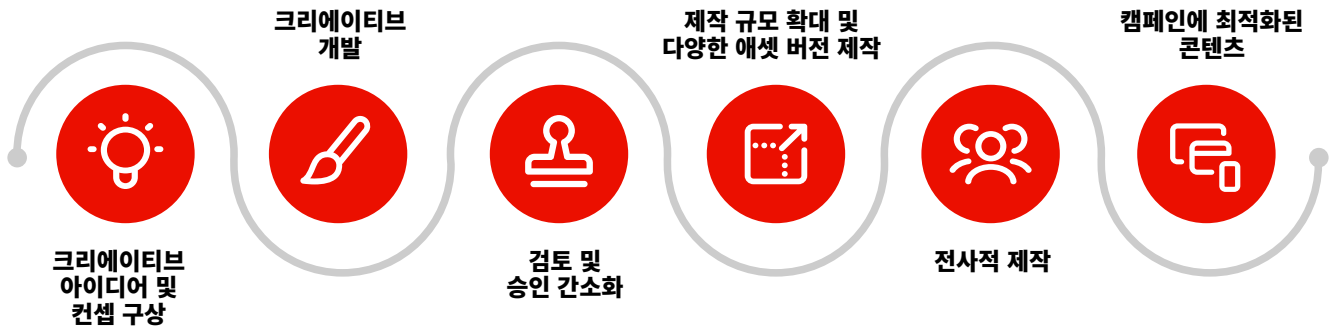 크리에이티브
아이디어 및
컨셉 구상
크리에이티브
개발
검토 및
승인 간소화
제작 규모 확대 및
다양한 애셋 버전 제작
전사적 제작
캠페인에 최적화된
콘텐츠